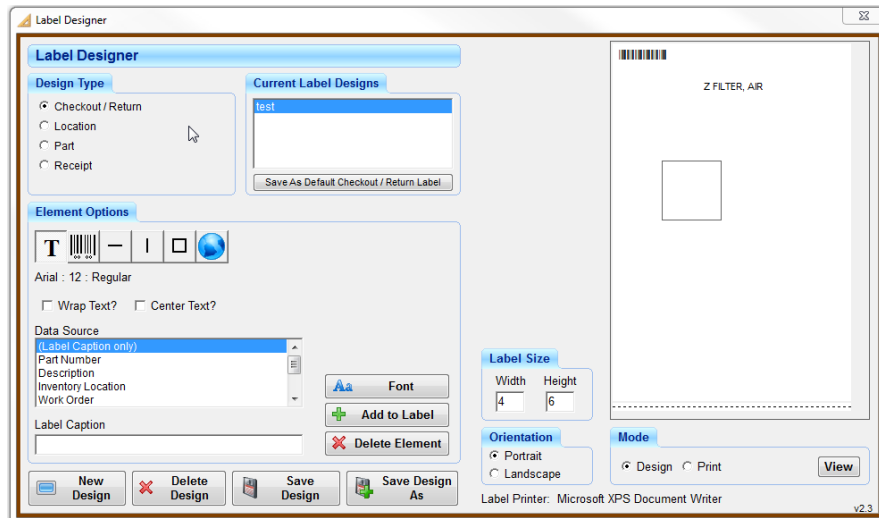 Label Designer
Label Designer
Design Type
Checkout / Return
Location
Part
Receipt
Current Label Designs
test
Save As Default Checkout / Return Label
Z FILTER, AIR
Element Options
T
Arial : 12 : Regular
Wrap Text?
Center Text?
Data Source
(Label Caption only)
Part Number
Description
Inventory Location
Work Order
Label Caption
Aa Font
Add to Label
Delete Element
Label Size
Width Height
4 6
Orientation
Portrait
Landscape
Mode
Design Print
View
New
Design
Delete
Design
Save
Design
Save Design
As
Label Printer: Microsoft XPS Document Writer
v2.3